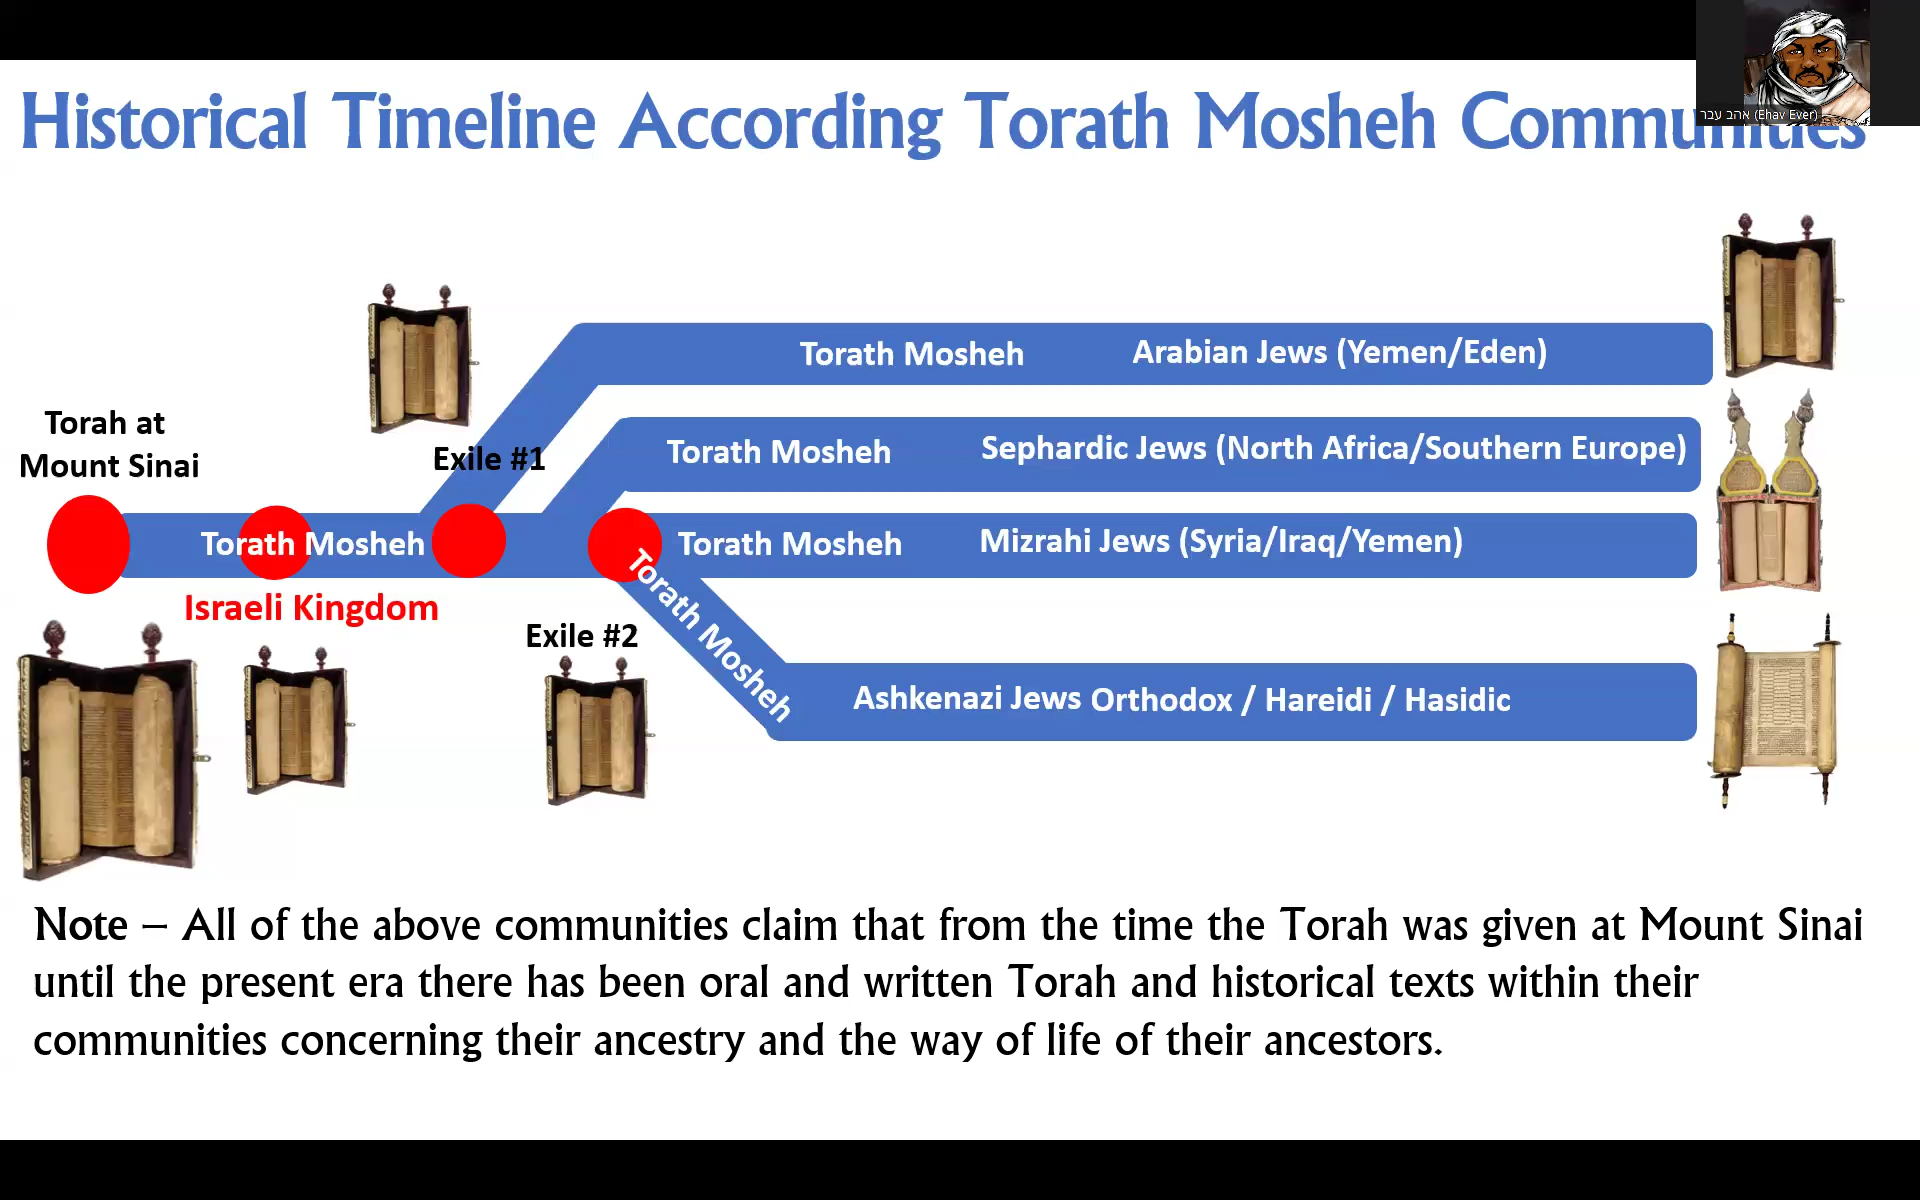 Historical Timeline According Torath Mosheh Communities
אהב עבר (Ehav Ever)
Torath Mosheh
Arabian Jews (Yemen/Eden)
Torah at
Mount Sinai
Exile #1
Torath Mosheh
Sephardic Jews (North Africa/Southern Europe)
Torath Mosheh
Torath Mosheh
Mizrahi Jews (Syria/Iraq/Yemen)
Israeli Kingdom
Exile #2
Torath Mosheh
Ashkenazi Jews Orthodox / Hareidi / Hasidic
Note – All of the above communities claim that from the time the Torah was given at Mount Sinai
until the present era there has been oral and written Torah and historical texts within their
communities concerning their ancestry and the way of life of their ancestors.